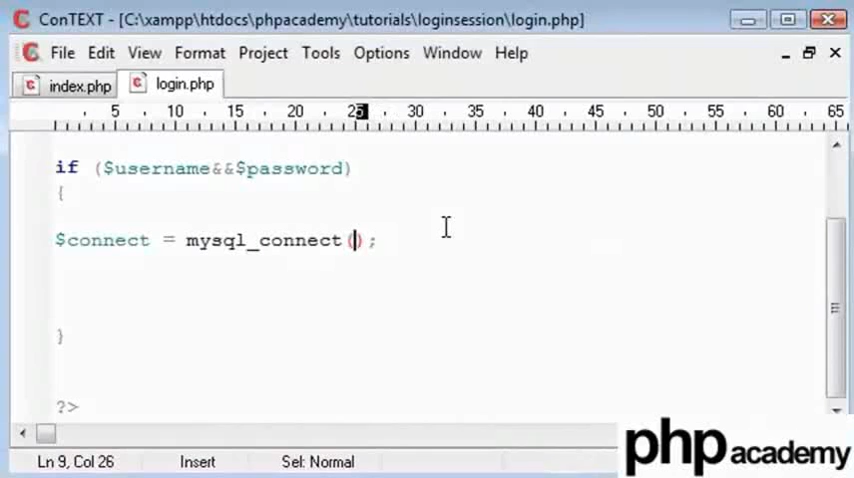 ConTEXT - [C:\xampp\htdocs\phpacademy\tutorials\loginsession\login.php]
File Edit View Format Project Tools Options Window Help
index.php login.php
5 10 15 20 25 30 35 40 45 50 55 60 65
if ($username&&$password)
{
$connect = mysql_connect();
}
?>
php academy
Ln 9, Col 26 Insert Sel: Normal